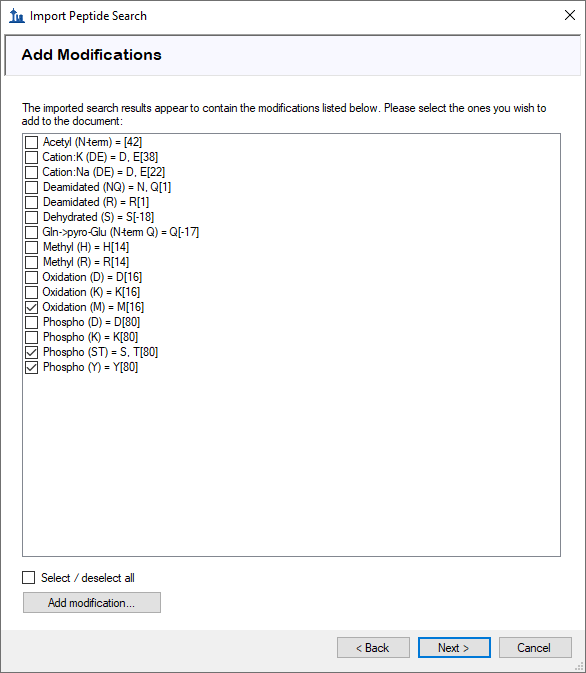 Import Peptide Search
Add Modifications
The imported search results appear to contain the modifications listed below. Please select the ones you wish to
add to the document:
Acetyl (N-term) = [42]
Cation:K (DE) = D, E[38]
Cation:Na (DE) = D, E[22]
Deamidated (NQ) = N, Q[1]
Deamidated (R) = R[1]
Dehydrated (S) = S[-18]
Gln->pyro-Glu (N-term Q) = Q[-17]
Methyl (H) = H[14]
Methyl (R) = R[14]
Oxidation (D) = D[16]
Oxidation (K) = K[16]
Oxidation (M) = M[16]
Phospho (D) = D[80]
Phospho (K) = K[80]
Phospho (ST) = S, T[80]
Phospho (Y) = Y[80]
Select / deselect all
Add modification...
< Back
Next >
Cancel